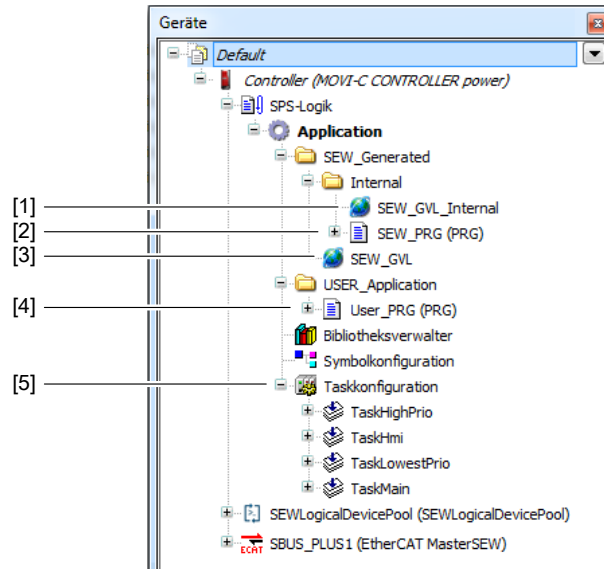 Geräte
Default
Controller (MOVI-C CONTROLLER power)
SPS-Logik
Application
SEW_Generated
Internal
[1] SEW_GVL_Internal
[2] SEW_PRG (PRG)
[3] SEW_GVL
USER_Application
[4] User_PRG (PRG)
Bibliotheksverwalter
Symbolkonfiguration
[5] Taskkonfiguration
TaskHighPrio
TaskHmi
TaskLowestPrio
TaskMain
SEWLogicalDevicePool (SEWLogicalDevicePool)
ECAT SBUS_PLUS1 (EtherCAT MasterSEW)